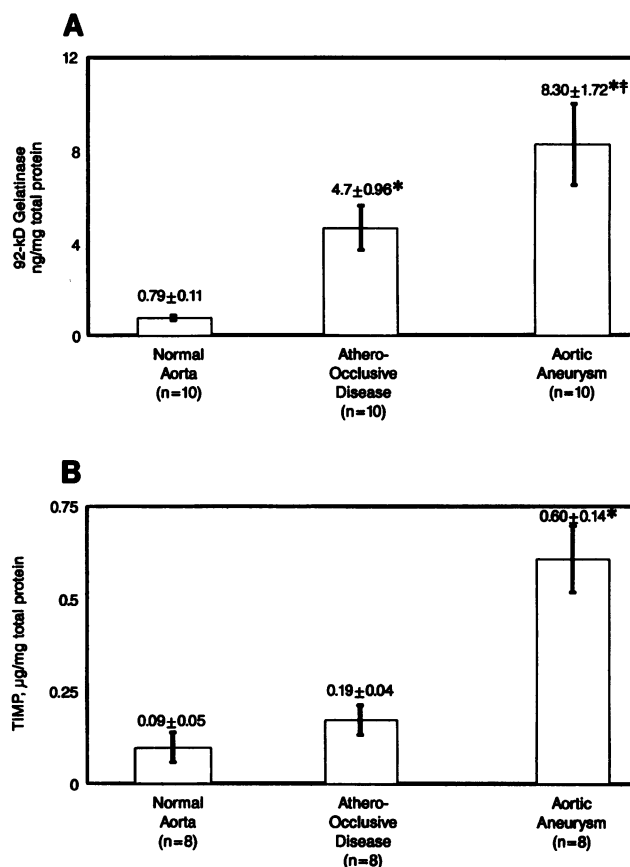 A
12
8
4
0
92-kD Gelatinase
ng/mg total protein
0.79±0.11
4.7±0.96*
8.30±1.72*‡
Normal
Aorta
(n=10)
Athero-
Occlusive
Disease
(n=10)
Aortic
Aneurysm
(n=10)
B
0.75
0.5
0.25
0
TIMP, µg/mg total protein
0.09±0.05
0.19±0.04
0.60±0.14*
Normal
Aorta
(n=8)
Athero-
Occlusive
Disease
(n=8)
Aortic
Aneurysm
(n=8)